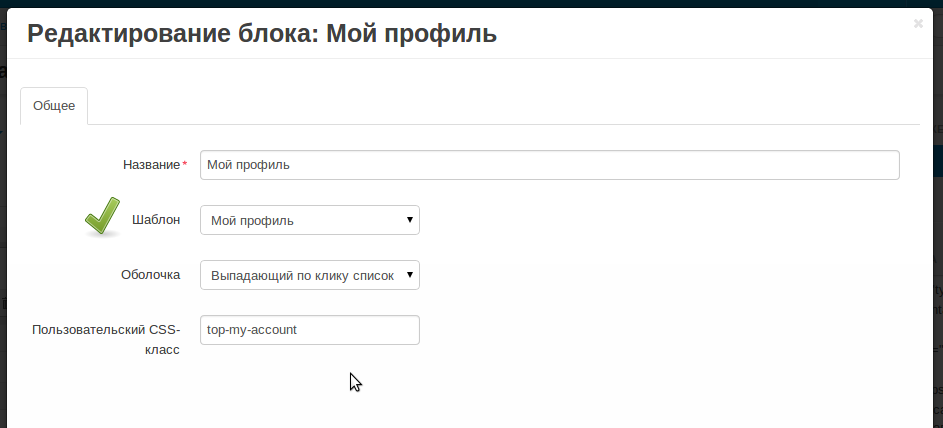 Редактирование блока: Мой профиль
Общее
Название*
Мой профиль
Шаблон
Мой профиль
Оболочка
Выпадающий по клику список
Пользовательский CSS-
класс
top-my-account